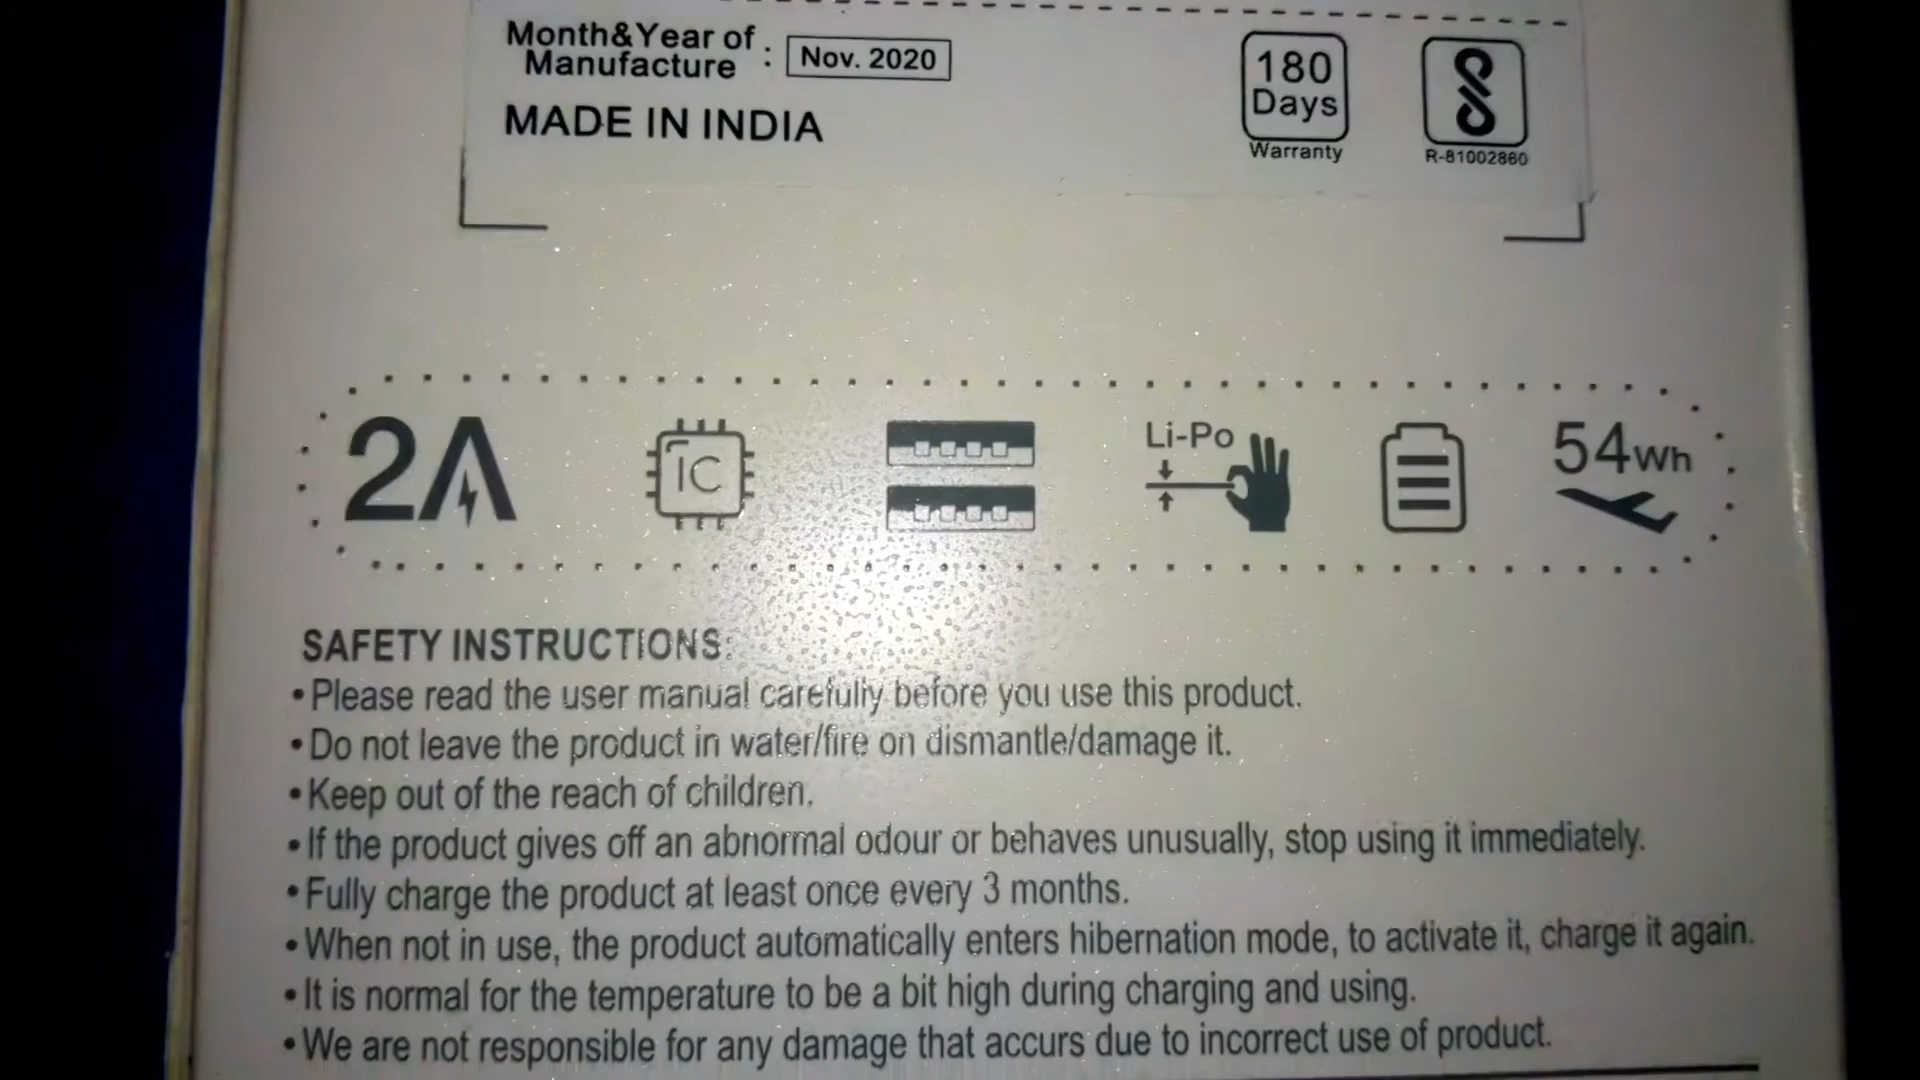 Month&Year of
Manufacture : Nov. 2020
MADE IN INDIA
180
Days
Warranty
R-81002860
2A
IC
Li-Po
54Wh
SAFETY INSTRUCTIONS:
•Please read the user manual carefully before you use this product.
•Do not leave the product in water/fire on dismantle/damage it.
•Keep out of the reach of children.
•If the product gives off an abnormal odour or behaves unusually, stop using it immediately.
•Fully charge the product at least once every 3 months.
•When not in use, the product automatically enters hibernation mode, to activate it, charge it again.
•It is normal for the temperature to be a bit high during charging and using.
•We are not responsible for any damage that accurs due to incorrect use of product.